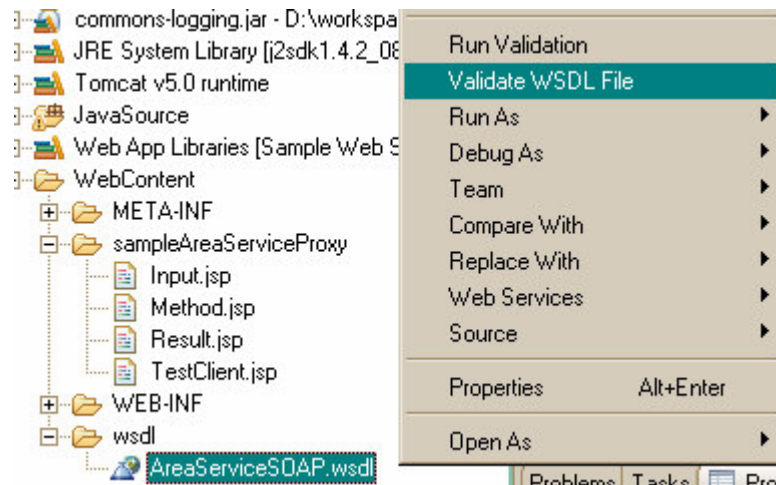 commons-logging.jar - D:\workspa
JRE System Library [j2sdk1.4.2_08
Tomcat v5.0 runtime
JavaSource
Web App Libraries [Sample Web S
WebContent
META-INF
sampleAreaServiceProxy
Input.jsp
Method.jsp
Result.jsp
TestClient.jsp
WEB-INF
wsdl
AreaServiceSOAP.wsdl
Run Validation
Validate WSDL File
Run As
Debug As
Team
Compare With
Replace With
Web Services
Source
Properties Alt+Enter
Open As
Problems Tasks Pro